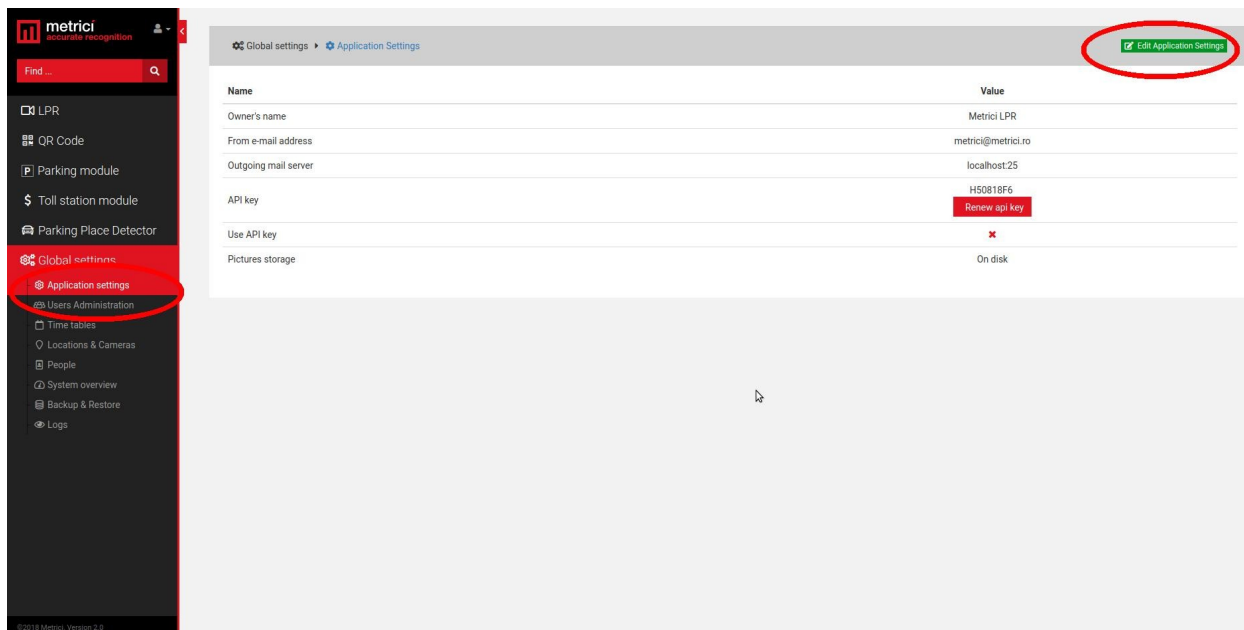 metrici
accurate recognition
Find ...
LPR
QR Code
Parking module
$ Toll station module
Parking Place Detector
Global settings
Application settings
Users Administration
Time tables
Locations & Cameras
People
System overview
Backup & Restore
Logs
©2018 Metrici, Version 2.0
Global settings Application Settings
Edit Application Settings
Name Value
Owner's name Metrici LPR
From e-mail address metrici@metrici.ro
Outgoing mail server localhost:25
API key H50818F6
Renew api key
Use API key
Pictures storage On disk